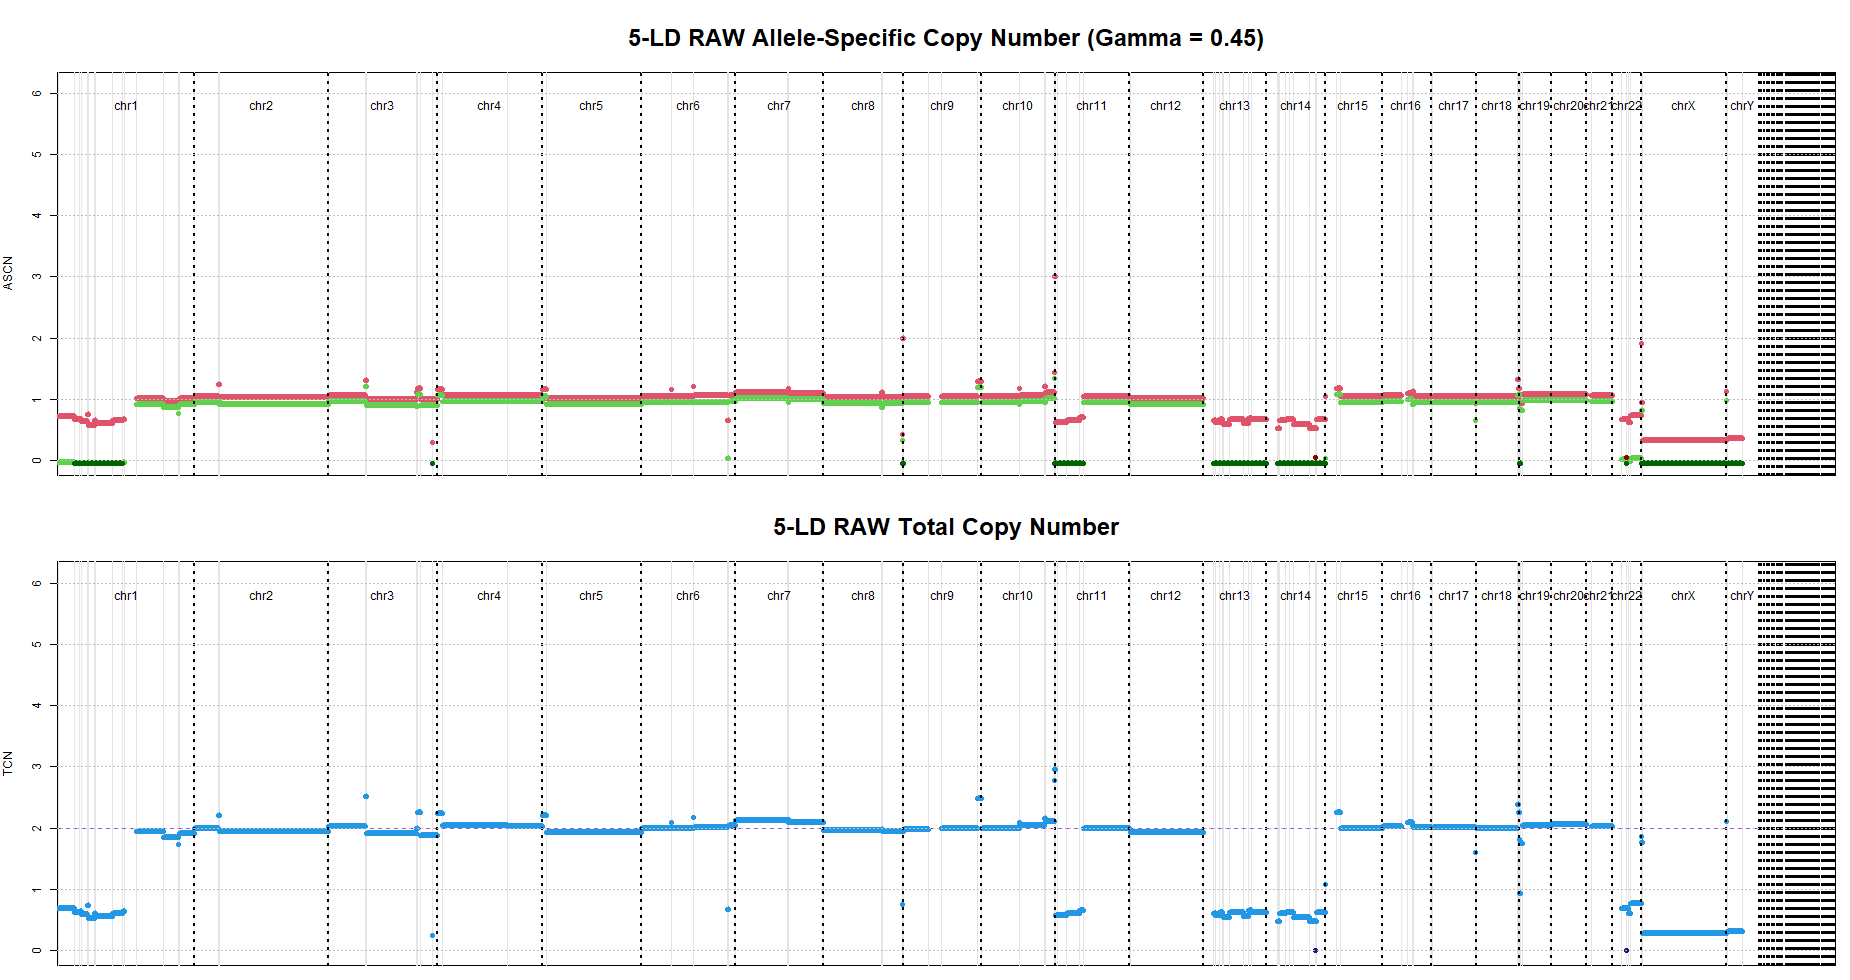 5-LD RAW Allele-Specific Copy Number (Gamma = 0.45)
6
chr1 chr2 chr3 chr4 chr5 chr6 chr7 chr8 chr9 chr10 chr11 chr12 chr13 chr14 chr15 chr16 chr17 chr18 chr19 chr20 chr21 chr22 chrX chrY
5
4
ASCN
3
2
1
0
5-LD RAW Total Copy Number
6
chr1 chr2 chr3 chr4 chr5 chr6 chr7 chr8 chr9 chr10 chr11 chr12 chr13 chr14 chr15 chr16 chr17 chr18 chr19 chr20 chr21 chr22 chrX chrY
5
4
TCN
3
2
1
0